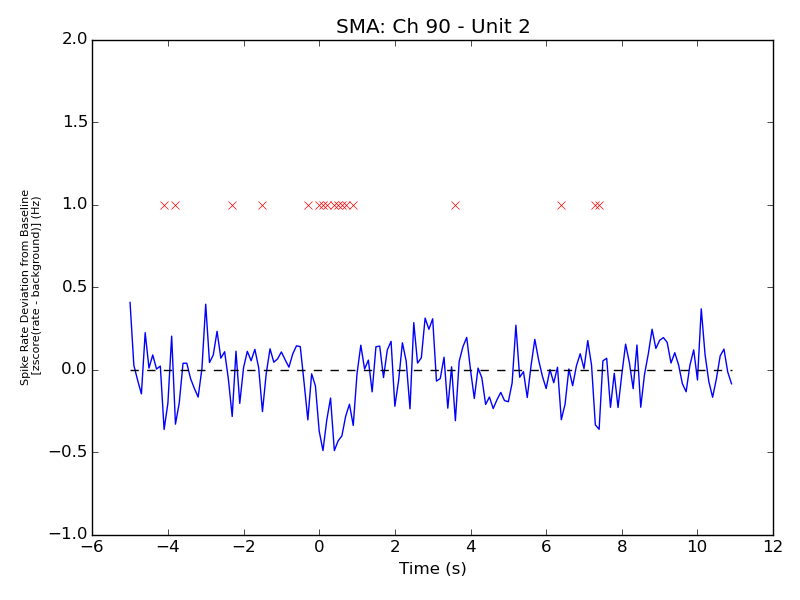 SMA: Ch 90 - Unit 2
2.0
1.5
1.0
0.5
0.0
−0.5
−1.0
Spike Rate Deviation from Baseline
[zscore(rate - background)] (Hz)
−6 −4 −2 0 2 4 6 8 10 12
Time (s)